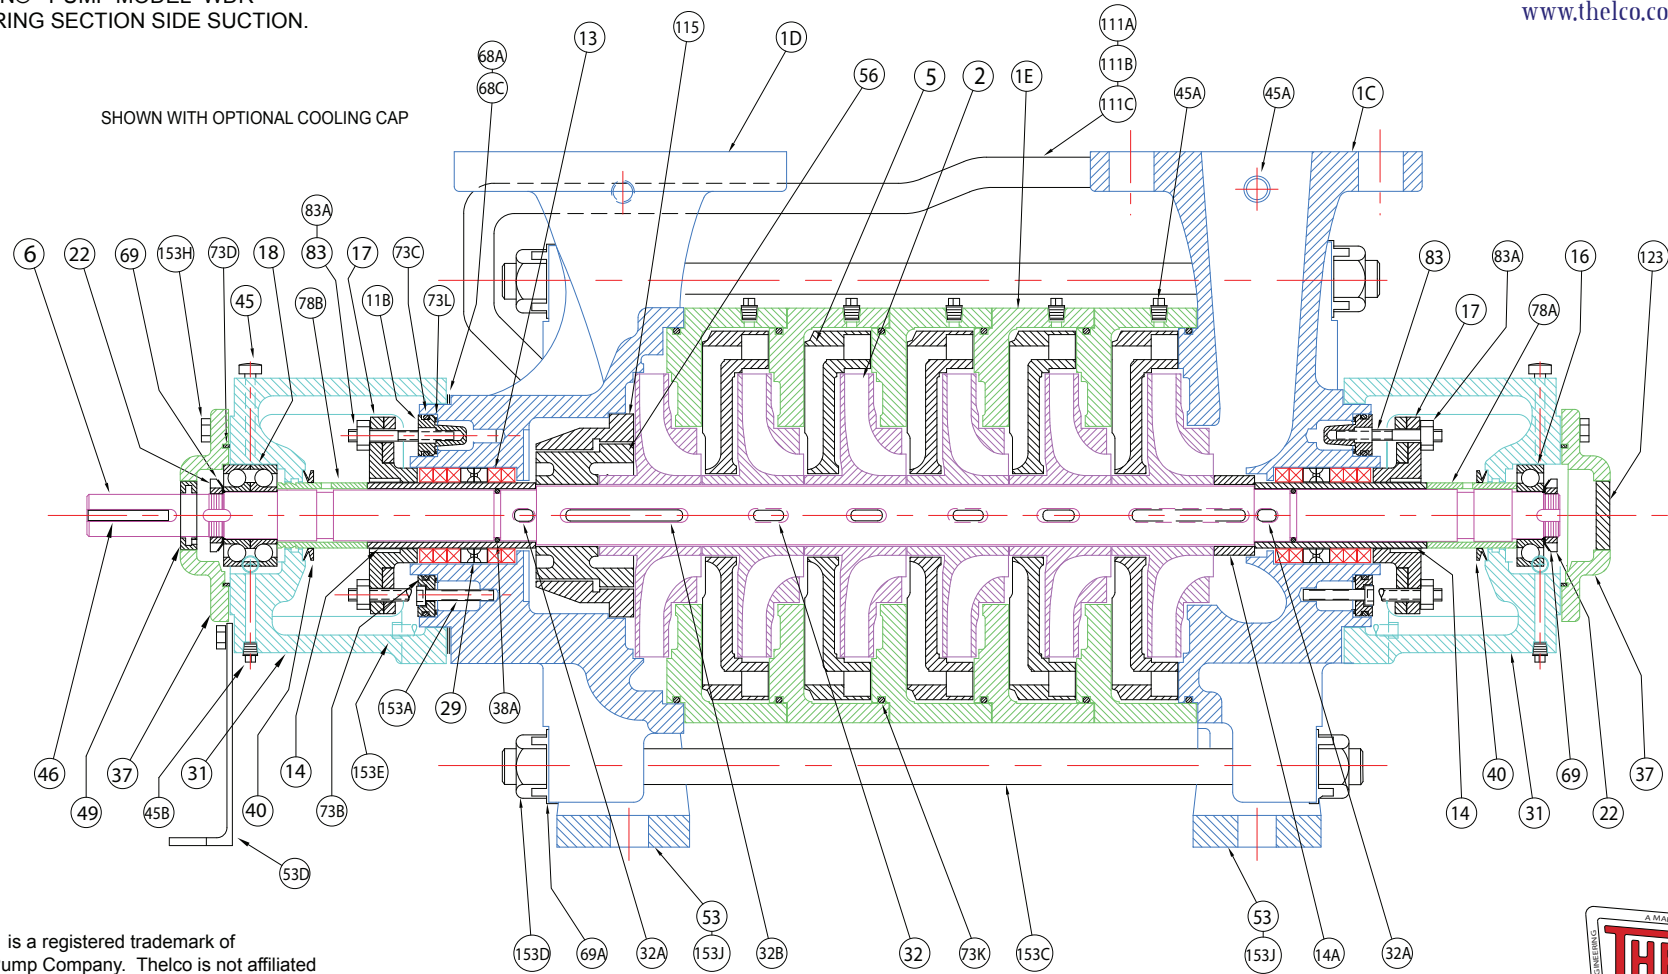 PUMP MODEL WDK
RING SECTION SIDE SUCTION.
www.thelco.co
SHOWN WITH OPTIONAL COOLING CAP
111A
115
13
1D
68A
111B
56
5
2
1E
68C
45A
45A
1C
111C
83A
6
22
69
153H
73D
18
83
17
73C
83
83A
16
123
45
78B
11B
73L
17
78A
46
37
31
14
153E
153A
29
38A
40
69
37
49
45B
40
73B
14
31
22
53D
53
53
153D
69A
32A
153J
32B
32
73K
153C
153J
14A
32A
is a registered trademark of
ump Company. Thelco is not affiliated
A MA